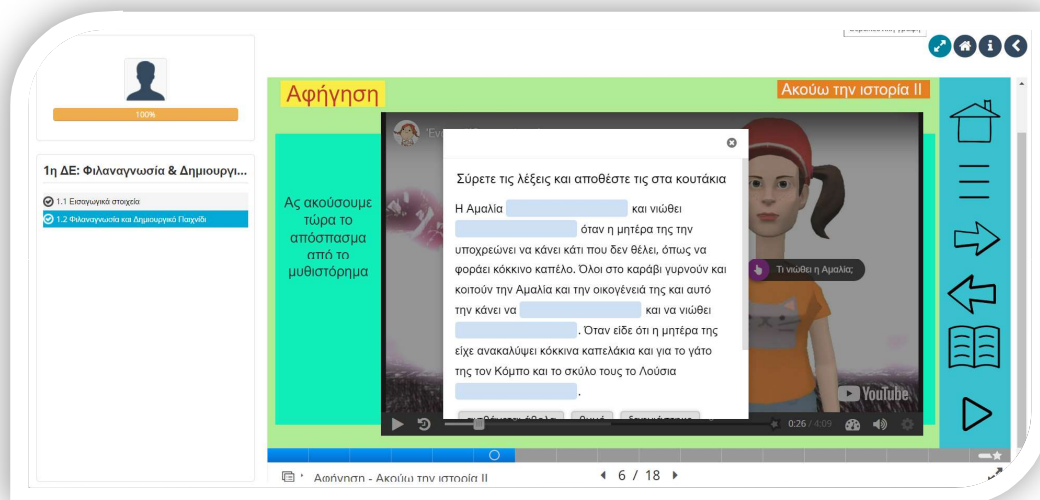 100%
1η ΔΕ: Φιλαναγνωσία & Δημιουργι...
1.1 Εισαγωγικά στοιχεία
1.2 Φιλαναγνωσία και Δημιουργικό Παιχνίδι
Αφήγηση
Ακούω την ιστορία ΙΙ
Ας ακούσουμε
τώρα το
απόσπασμα
από το
μυθιστόρημα
Σύρετε τις λέξεις και αποθέστε τις στα κουτάκια
Η Αμαλία και νιώθει
όταν η μητέρα της την
υποχρεώνει να κάνει κάτι που δεν θέλει, όπως να
φοράει κόκκινο καπέλο. Όλοι στο καράβι γυρνούν και
κοιτούν την Αμαλία και την οικογένειά της και αυτό
την κάνει να και να νιώθει
. Όταν είδε ότι η μητέρα της
είχε ανακαλύψει κόκκινα καπελάκια και για το γάτο
της τον Κόμπο και το σκύλο τους το Λούσια
.
Τι νιώθει η Αμαλία;
YouTube
0:26 / 4:09
Αφήγηση - Ακούω την ιστορία ΙΙ
6 / 18